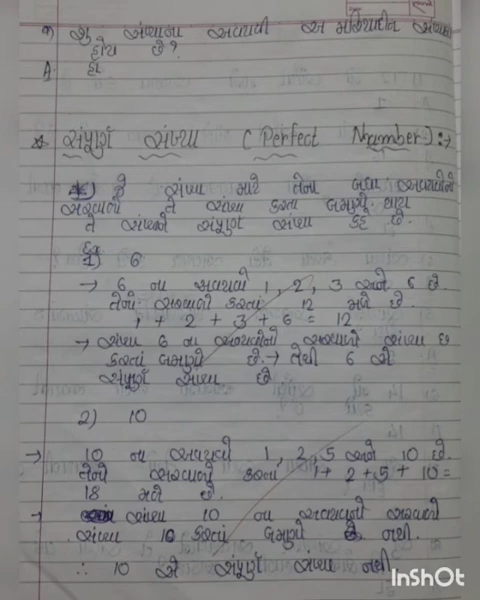 ૧) શું સંખ્યાના અવયવો એ મર્યાદીત સંખ્યામાં
હોય છે?
A: હા
* સંપૂર્ણ સંખ્યા ( Perfect Nnumber ) :→
જે સંખ્યા માટે તેના બધા અવયવોનો
સરવાળો તે સંખ્યા કરતા બમણો થાય
તે સંખ્યાને સંપૂર્ણ સંખ્યા કહે છે.
દા.
1) 6
→ 6 ના અવયવો 1, 2, 3 અને 6 છે.
તેનો સરવાળો કરતાં 12 મળે છે.
1 + 2 + 3 + 6 = 12
→ સંખ્યા 6 ના અવયવોનો સરવાળો સંખ્યા 6
કરતાં બમણો છે. → તેથી 6 એ
સંપૂર્ણ સંખ્યા છે
2) 10
→ 10 ના અવયવો 1, 2, 5 અને 10 છે.
તેનો સરવાળો કરતાં 1 + 2 + 5 + 10 =
18 મળે છે.
→ સંખ્યા 10 ના અવયવાનો સરવાળો
સંખ્યા 10 કરતાં બમણો નથી.
∴ 10 એ સંપૂર્ણ સંખ્યા નથી.
InShOt